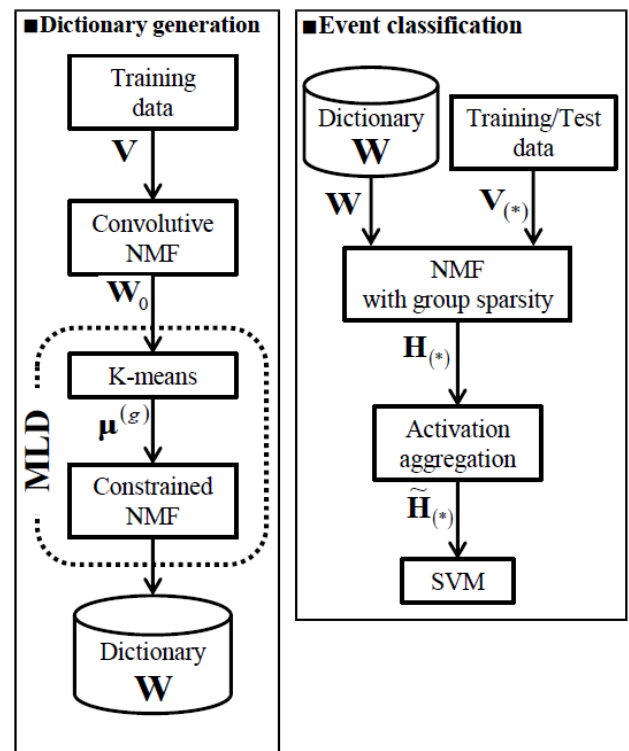 ■Dictionary generation
Training
data
V
Convolutive
NMF
W₀
K-means
μ⁽ᵍ⁾
MLD
Constrained
NMF
Dictionary
W
■Event classification
Dictionary
W
Training/Test
data
W
V₍*₎
NMF
with group sparsity
H₍*₎
Activation
aggregation
H̃₍*₎
SVM